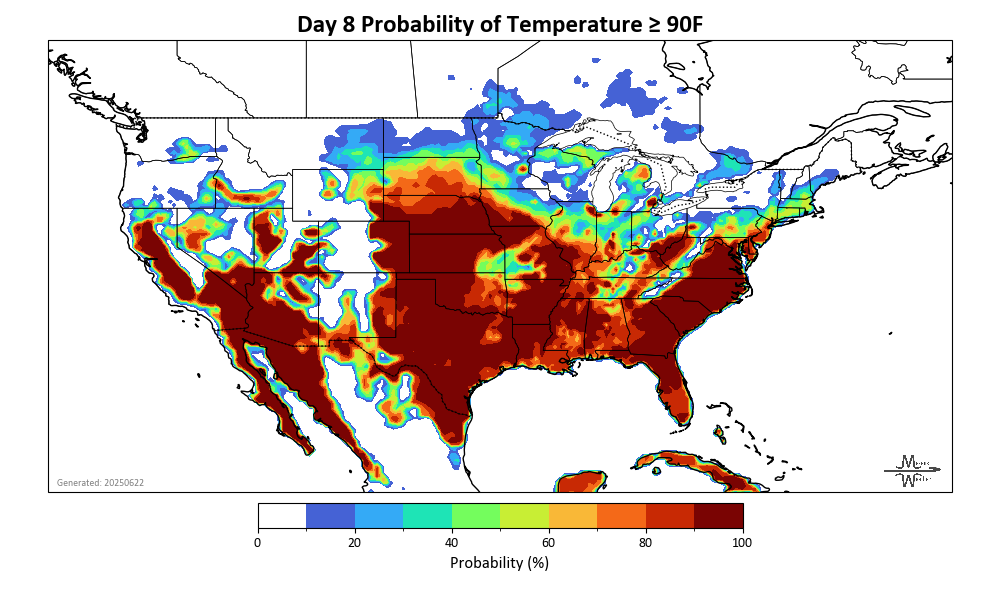 Day 8 Probability of Temperature ≥ 90F
Generated: 20250622
0 20 40 60 80 100
Probability (%)